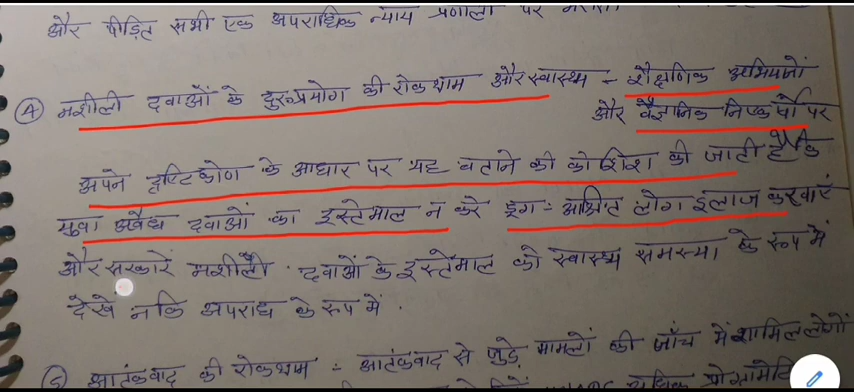 और पीड़ित सभी एक अपराधिक न्याय प्रणाली पर
④ नशीली दवाओं के दुरूप्रयोग की रोकथाम और स्वास्थ्य - शैक्षणिक अभियानों
और वैज्ञानिक निष्कर्षो पर
अपने दृष्टिकोण के आधार पर यह बताने की कोशिश की जाती है कि
युवा अवैध दवाओं का इस्तेमाल न करे ड्रग- आश्रित लोग इलाज करवाएं
और सरकारें नशीली दवाओं के इस्तेमाल को स्वास्थ्य समस्या के रूप में
देखे नकि अपराध के रूप में .
⑤ आतंकवाद की रोकथाम :- आतंकवाद से जुड़े मामलों की जाँच में शामिल लोगों